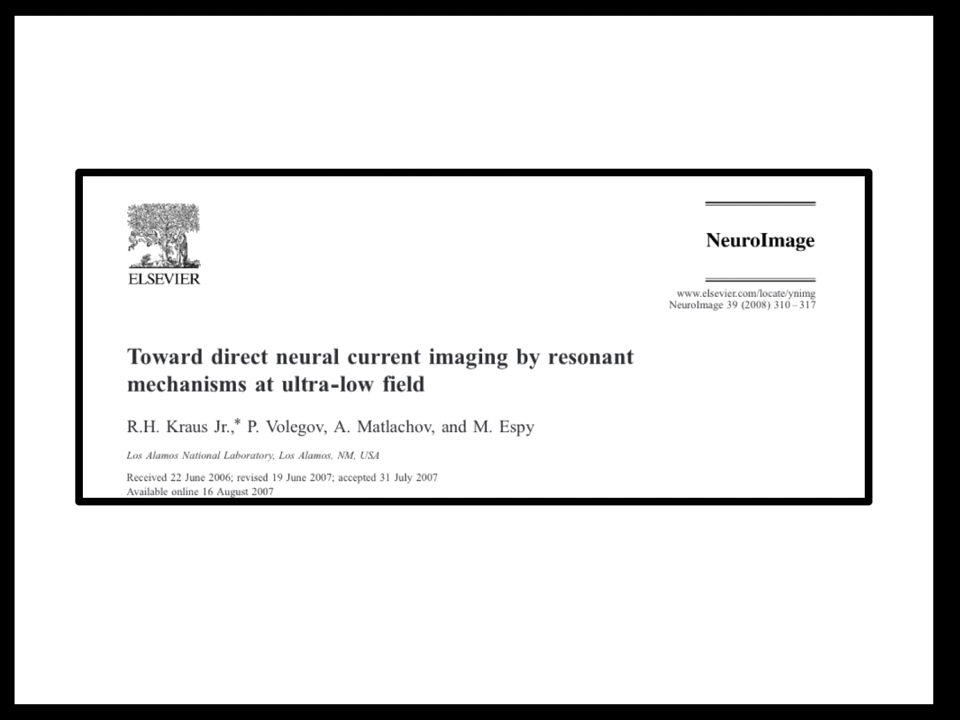 ELSEVIER
NeuroImage
www.elsevier.com/locate/ynimg
NeuroImage 39 (2008) 310 – 317
Toward direct neural current imaging by resonant
mechanisms at ultra-low field
R.H. Kraus Jr.,* P. Volegov, A. Matlachov, and M. Espy
Los Alamos National Laboratory, Los Alamos, NM, USA
Received 22 June 2006; revised 19 June 2007; accepted 31 July 2007
Available online 16 August 2007